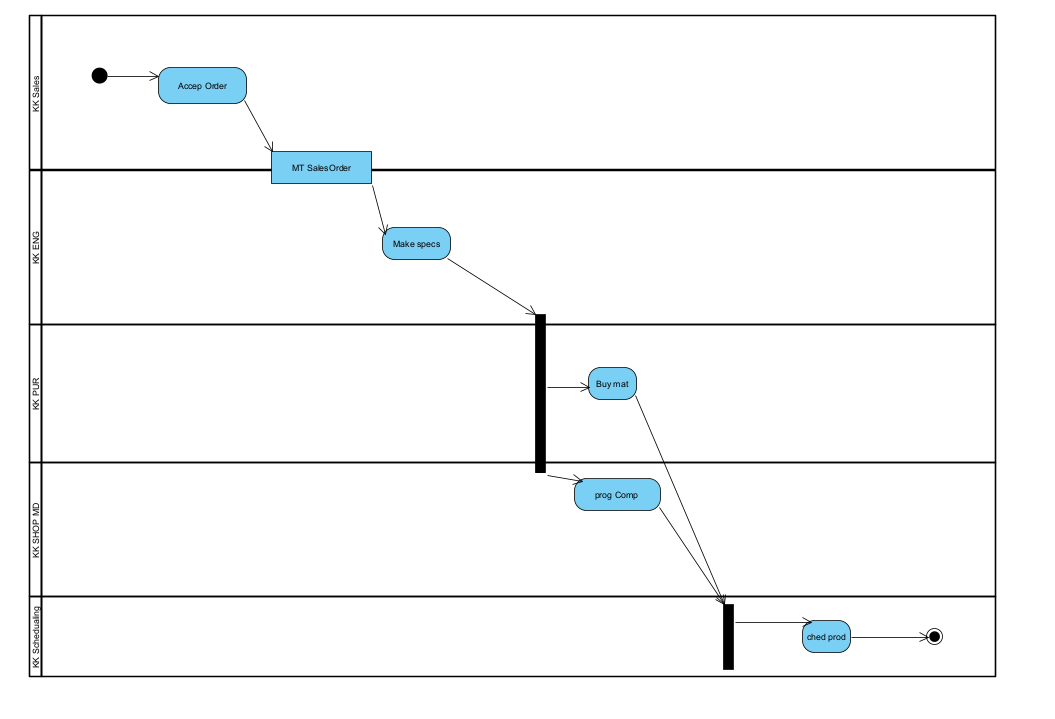 KK Sales
Accep Order
MT SalesOrder
KK ENG
Make specs
KK PUR
Buy mat
KK SHOP MD
prog Comp
KK Schedualing
ched prod